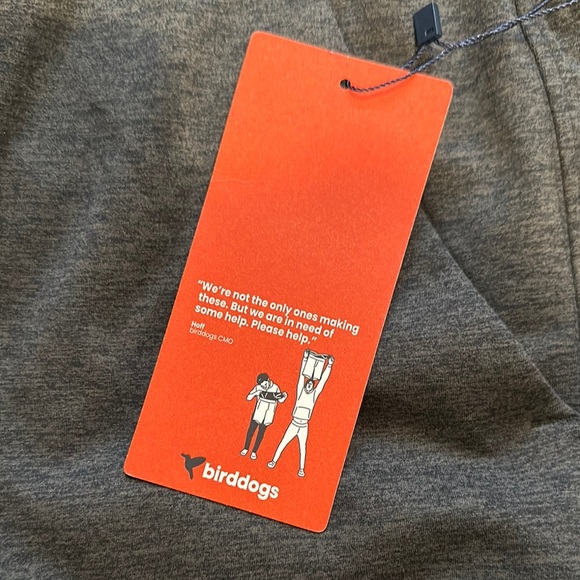 "We're not the only ones making
these. But we are in need of
some help. Please help."
Hoff
birddogs CMO
birddogs